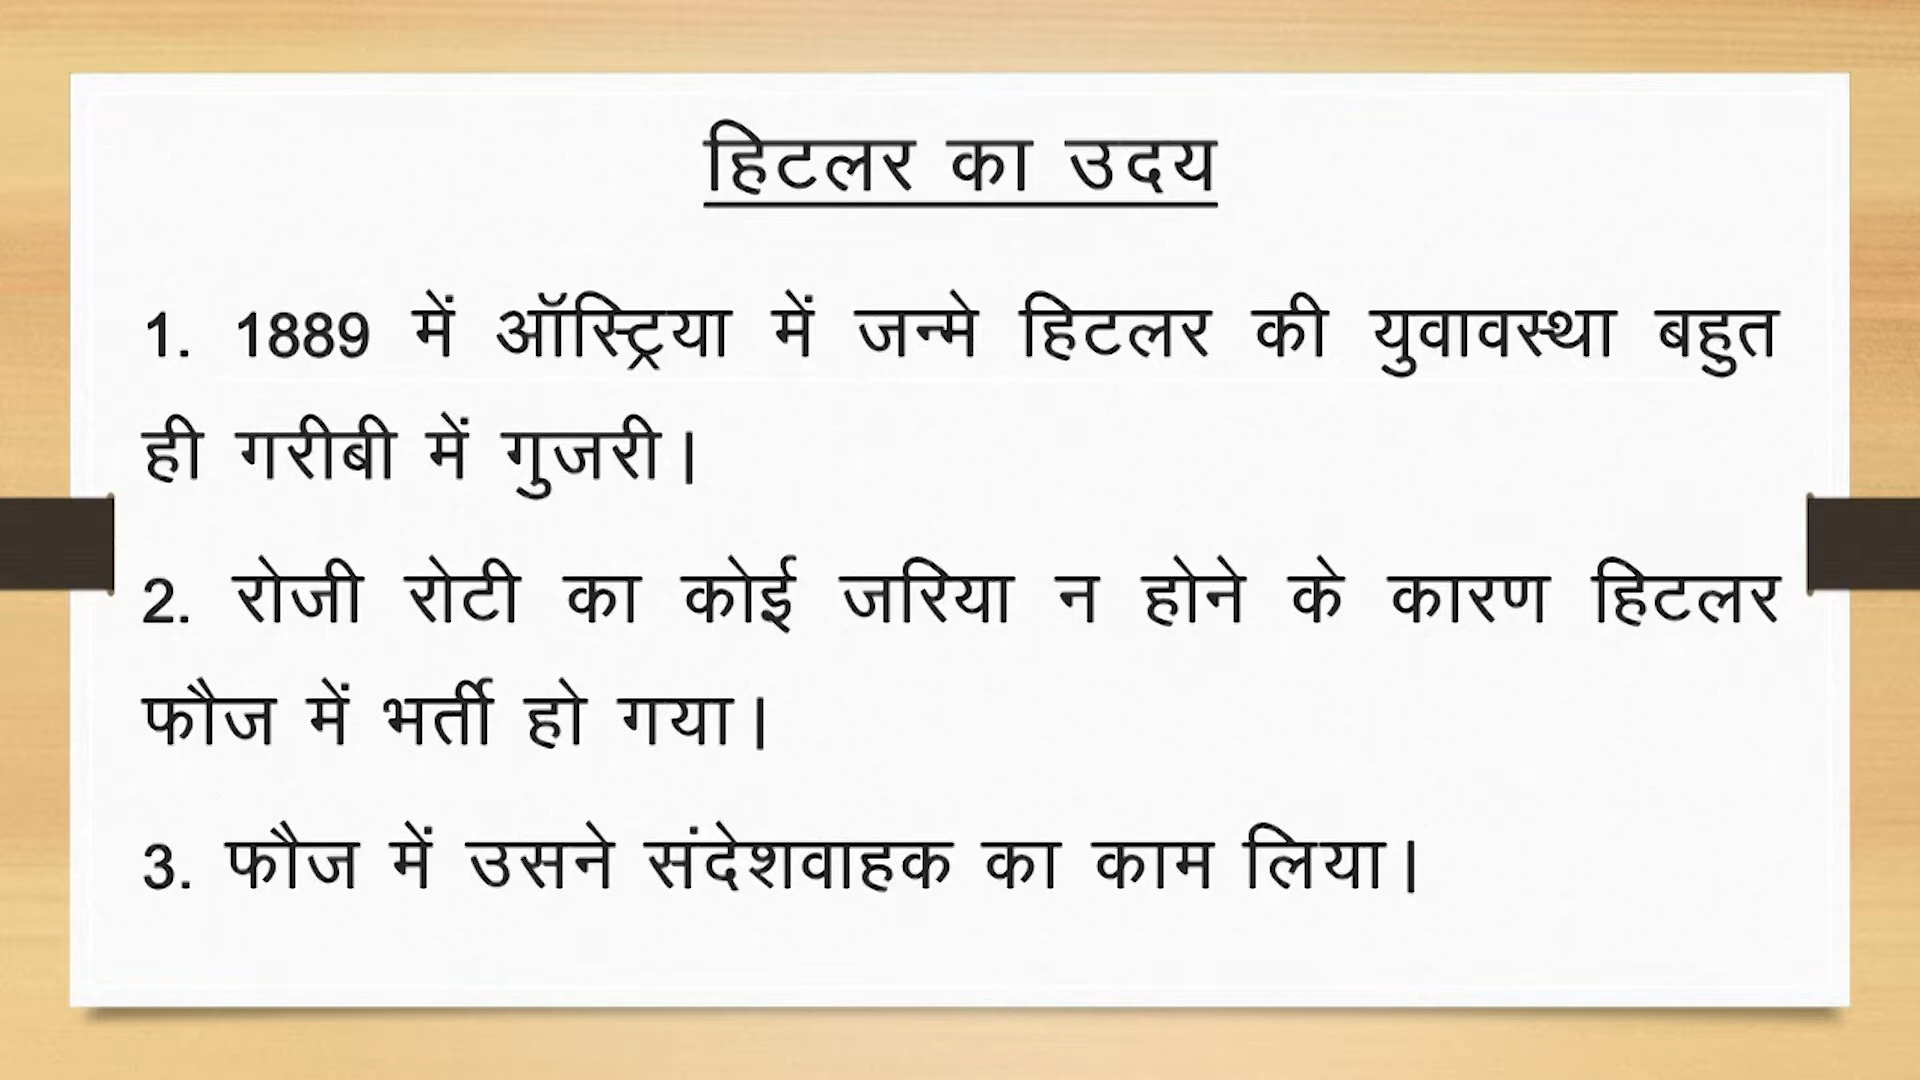 हिटलर का उदय
1. 1889 में ऑस्ट्रिया में जन्मे हिटलर की युवावस्था बहुत
ही गरीबी में गुजरी।
2. रोजी रोटी का कोई जरिया न होने के कारण हिटलर
फौज में भर्ती हो गया।
3. फौज में उसने संदेशवाहक का काम लिया।